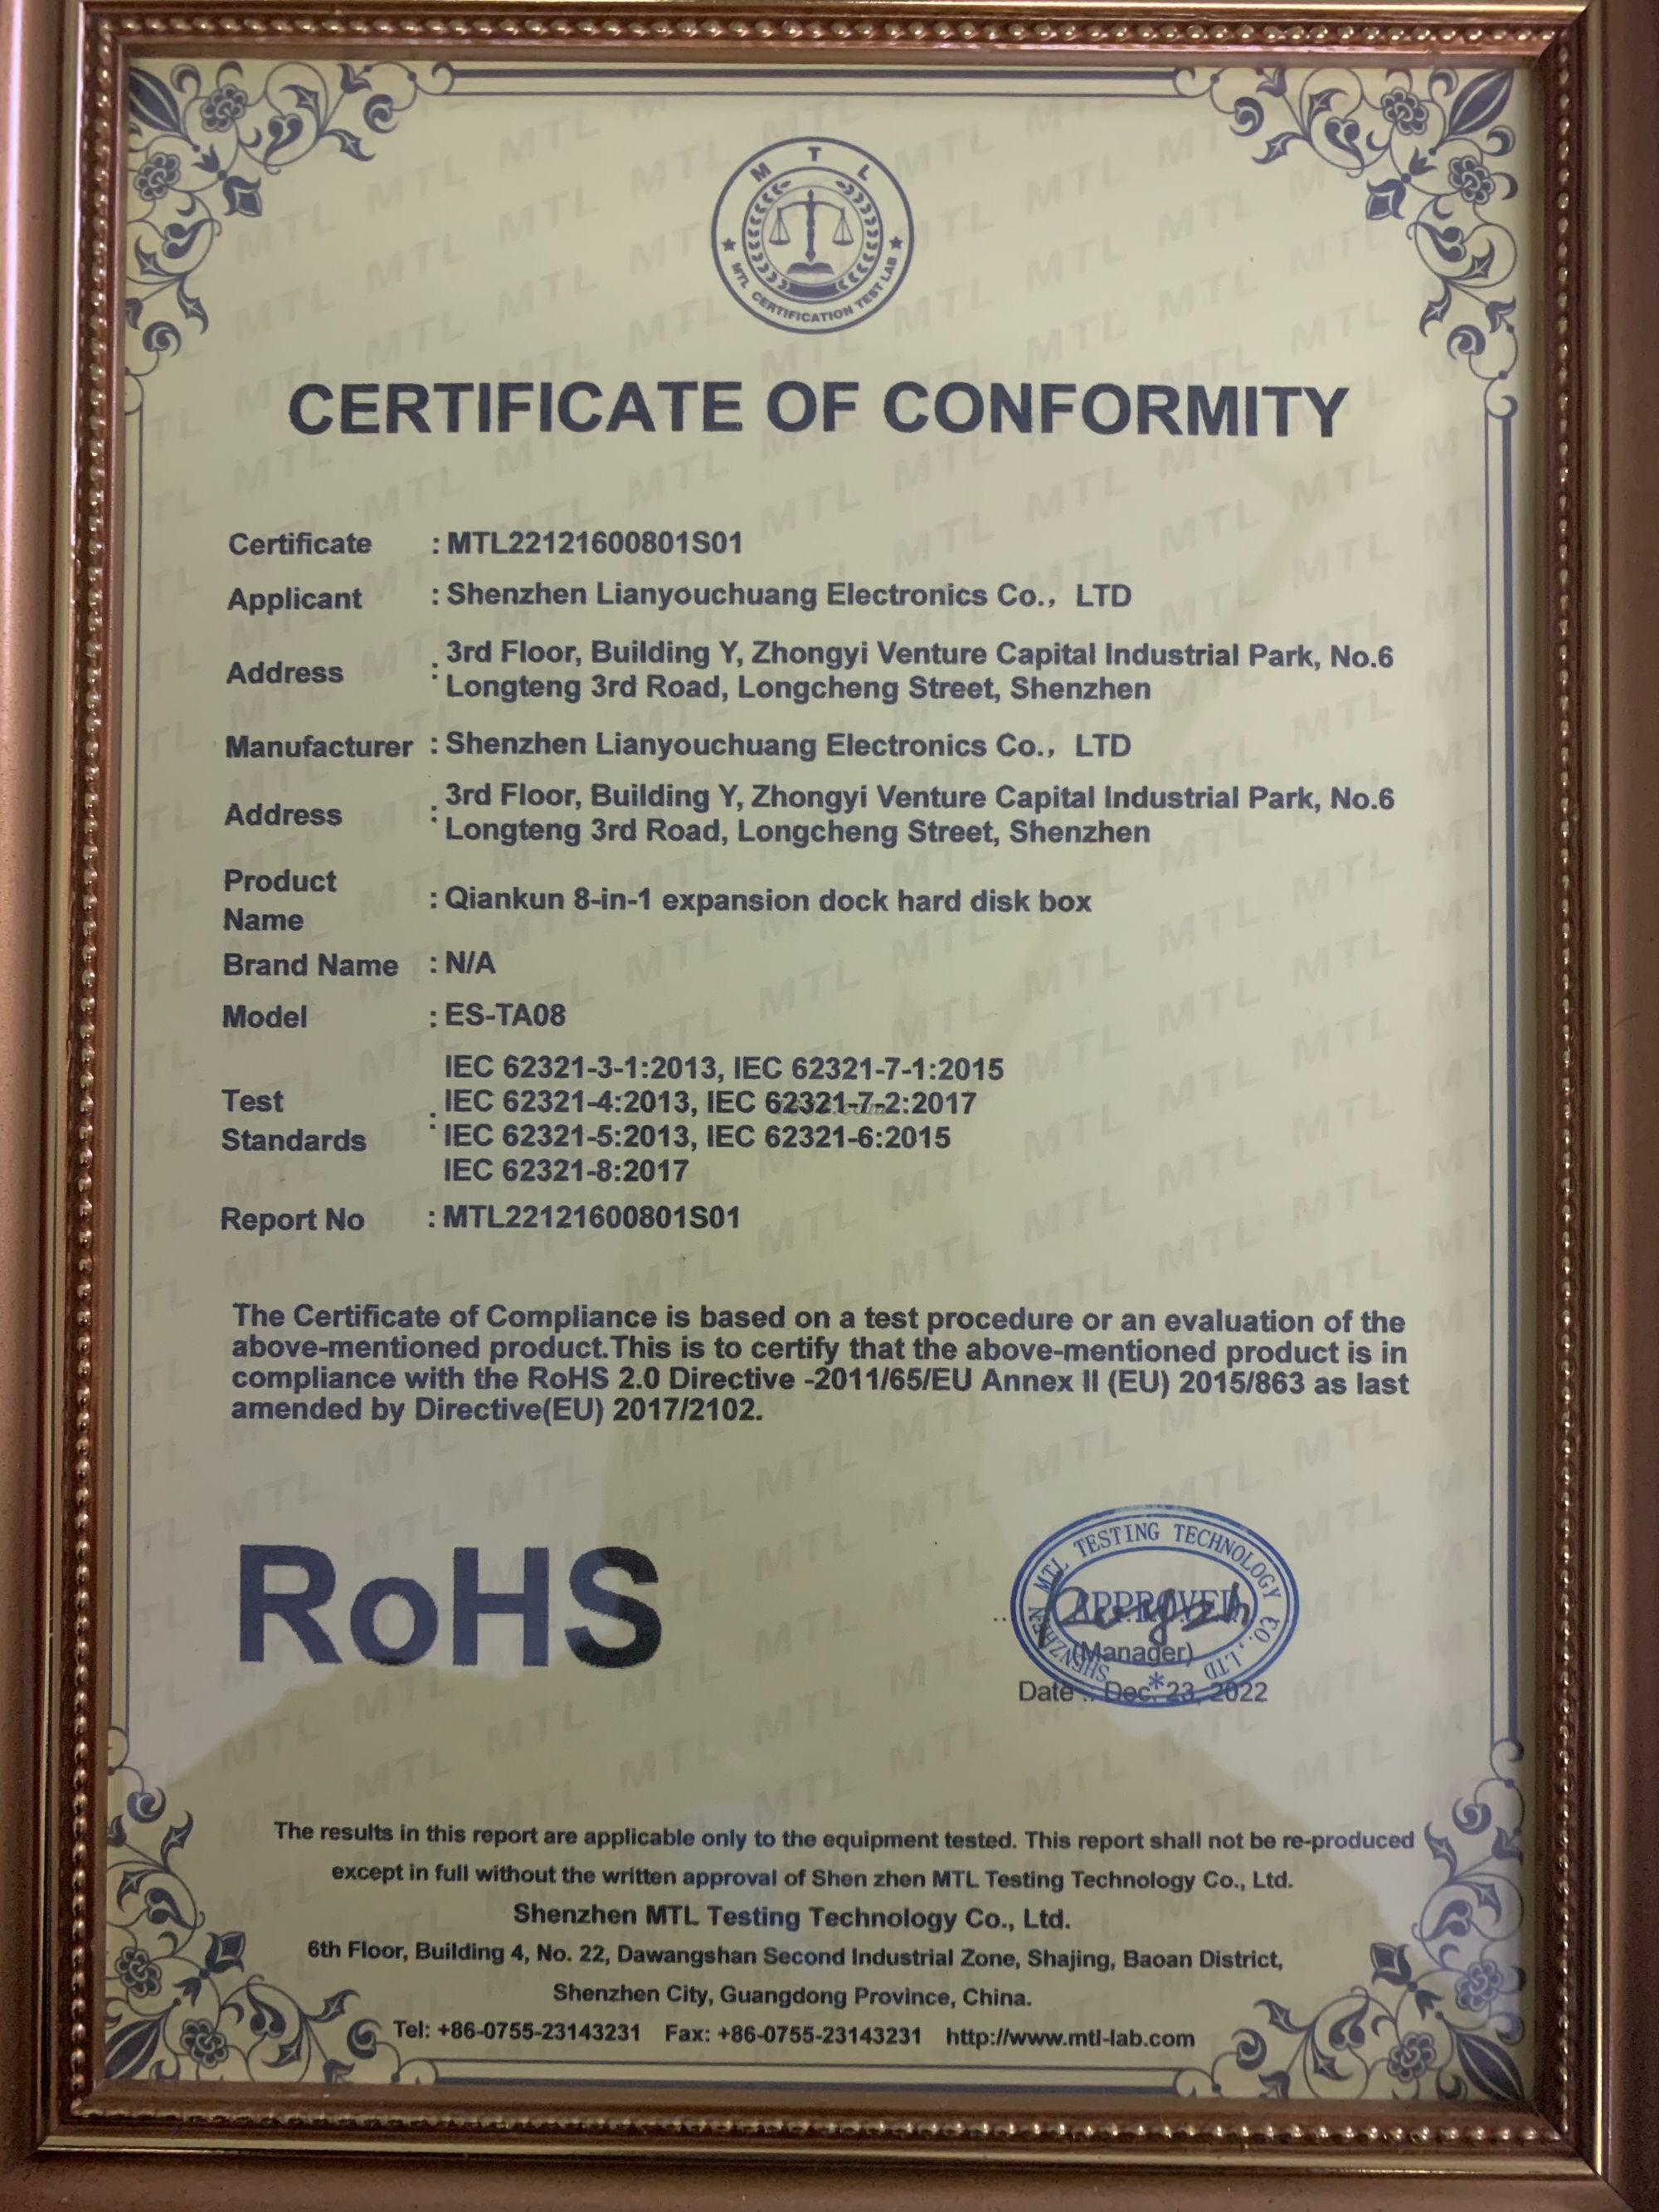 M T L
MTL CERTIFICATION TEST LAB
CERTIFICATE OF CONFORMITY
Certificate : MTL22121600801S01
Applicant : Shenzhen Lianyouchuang Electronics Co., LTD
Address : 3rd Floor, Building Y, Zhongyi Venture Capital Industrial Park, No.6
Longteng 3rd Road, Longcheng Street, Shenzhen
Manufacturer : Shenzhen Lianyouchuang Electronics Co., LTD
Address : 3rd Floor, Building Y, Zhongyi Venture Capital Industrial Park, No.6
Longteng 3rd Road, Longcheng Street, Shenzhen
Product
Name : Qiankun 8-in-1 expansion dock hard disk box
Brand Name : N/A
Model : ES-TA08
Test
Standards :
IEC 62321-3-1:2013, IEC 62321-7-1:2015
IEC 62321-4:2013, IEC 62321-7-2:2017
IEC 62321-5:2013, IEC 62321-6:2015
IEC 62321-8:2017
Report No : MTL22121600801S01
The Certificate of Compliance is based on a test procedure or an evaluation of the
above-mentioned product.This is to certify that the above-mentioned product is in
compliance with the RoHS 2.0 Directive -2011/65/EU Annex II (EU) 2015/863 as last
amended by Directive(EU) 2017/2102.
RoHS
SHENZHEN MTL TESTING TECHNOLOGY CO., LTD
APPROVED
(Manager)
Date : Dec. 23, 2022
The results in this report are applicable only to the equipment tested. This report shall not be re-produced
except in full without the written approval of Shen zhen MTL Testing Technology Co., Ltd.
Shenzhen MTL Testing Technology Co., Ltd.
6th Floor, Building 4, No. 22, Dawangshan Second Industrial Zone, Shajing, Baoan District,
Shenzhen City, Guangdong Province, China.
Tel: +86-0755-23143231 Fax: +86-0755-23143231 http://www.mtl-lab.com